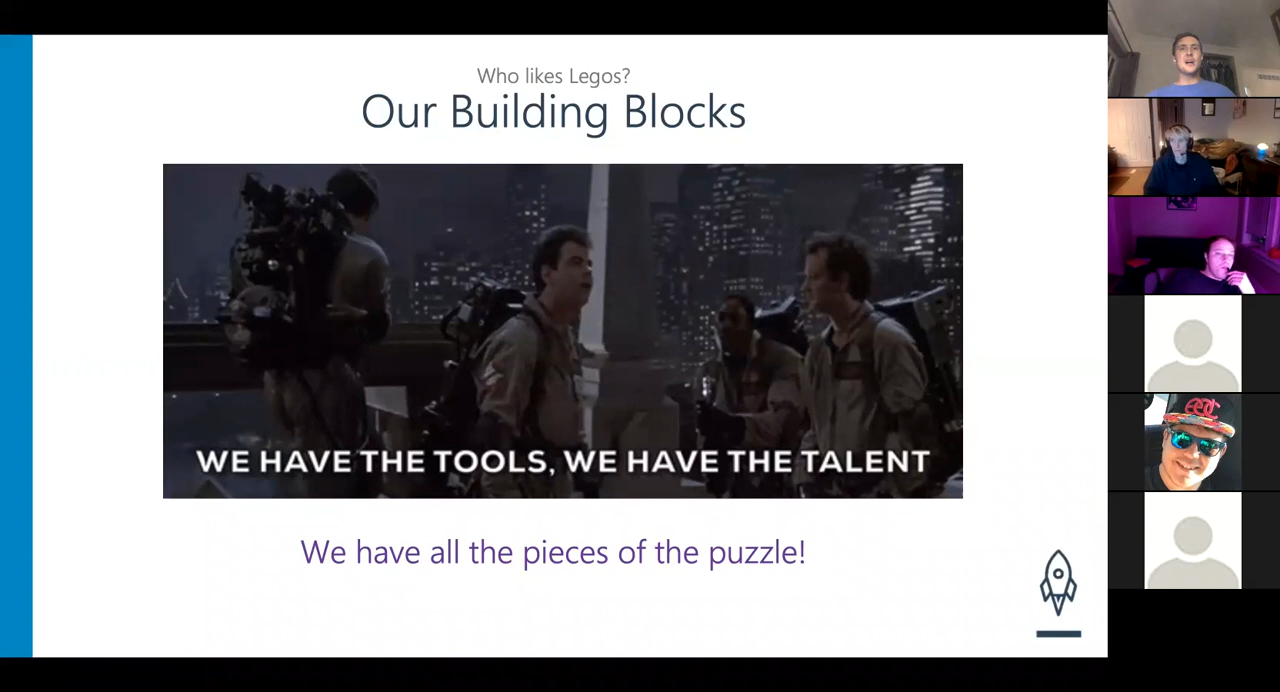 Who likes Legos?
Our Building Blocks
WE HAVE THE TOOLS, WE HAVE THE TALENT
We have all the pieces of the puzzle!